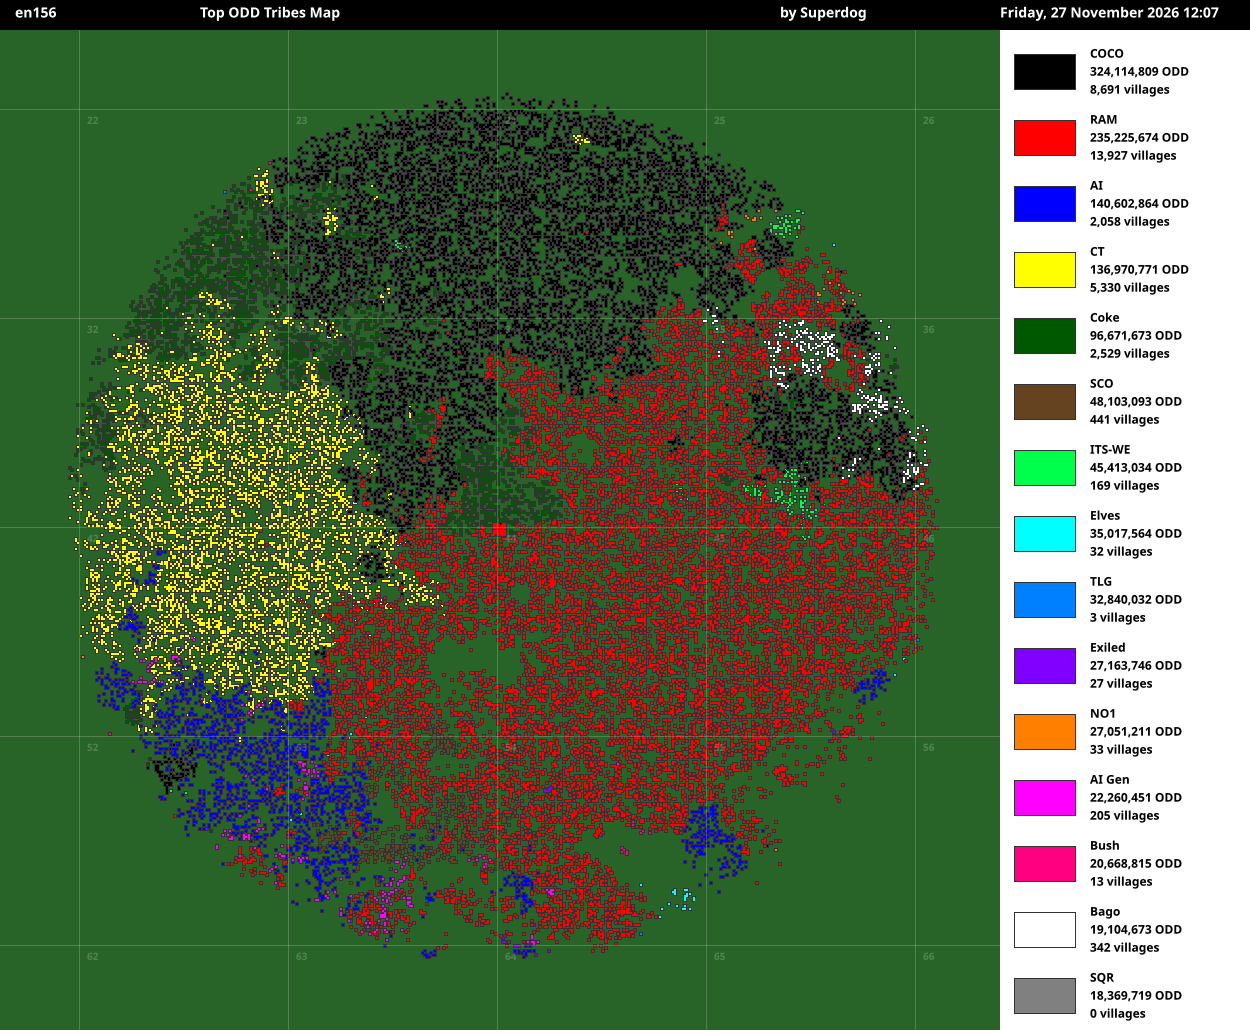 en156 Top ODD Tribes Map by Superdog Friday, 27 November 2026 12:07
COCO
324,114,809 ODD
8,691 villages
RAM
235,225,674 ODD
13,927 villages
AI
140,602,864 ODD
2,058 villages
CT
136,970,771 ODD
5,330 villages
Coke
96,671,673 ODD
2,529 villages
SCO
48,103,093 ODD
441 villages
ITS-WE
45,413,034 ODD
169 villages
Elves
35,017,564 ODD
32 villages
TLG
32,840,032 ODD
3 villages
Exiled
27,163,746 ODD
27 villages
NO1
27,051,211 ODD
33 villages
AI Gen
22,260,451 ODD
205 villages
Bush
20,668,815 ODD
13 villages
Bago
19,104,673 ODD
342 villages
SQR
18,369,719 ODD
0 villages
22 23 25 26
32 36
52 53 54 55 56
62 63 64 65 66